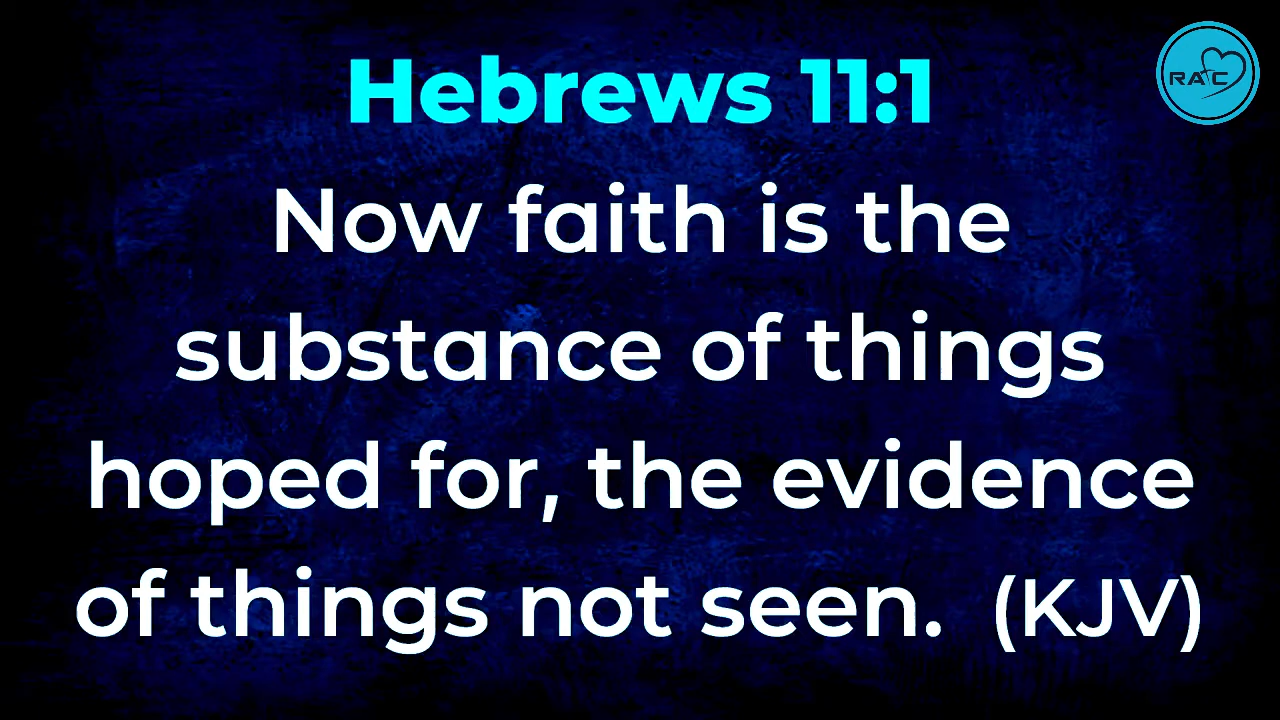 Hebrews 11:1
RAC
Now faith is the
substance of things
hoped for, the evidence
of things not seen. (KJV)